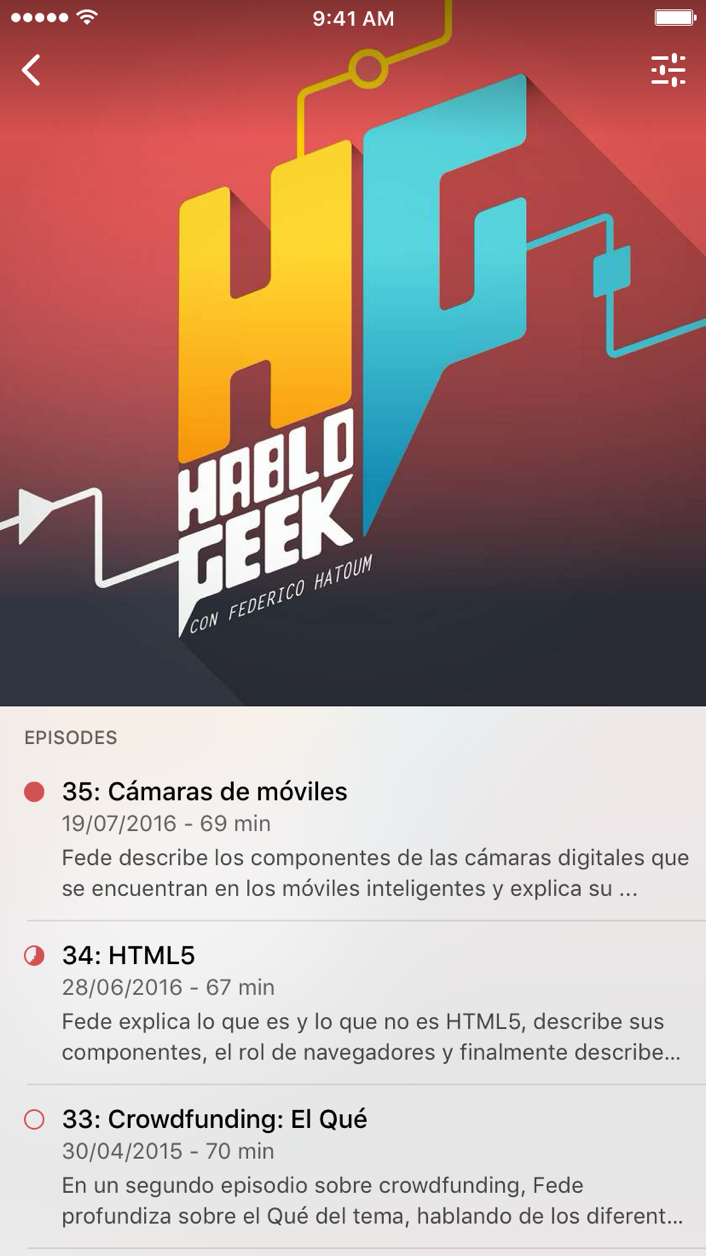 9:41 AM
HG
HABLO
GEEK
CON FEDERICO HATOUM
EPISODES
35: Cámaras de móviles
19/07/2016 - 69 min
Fede describe los componentes de las cámaras digitales que
se encuentran en los móviles inteligentes y explica su ...
34: HTML5
28/06/2016 - 67 min
Fede explica lo que es y lo que no es HTML5, describe sus
componentes, el rol de navegadores y finalmente describe...
33: Crowdfunding: El Qué
30/04/2015 - 70 min
En un segundo episodio sobre crowdfunding, Fede
profundiza sobre el Qué del tema, hablando de los diferent...